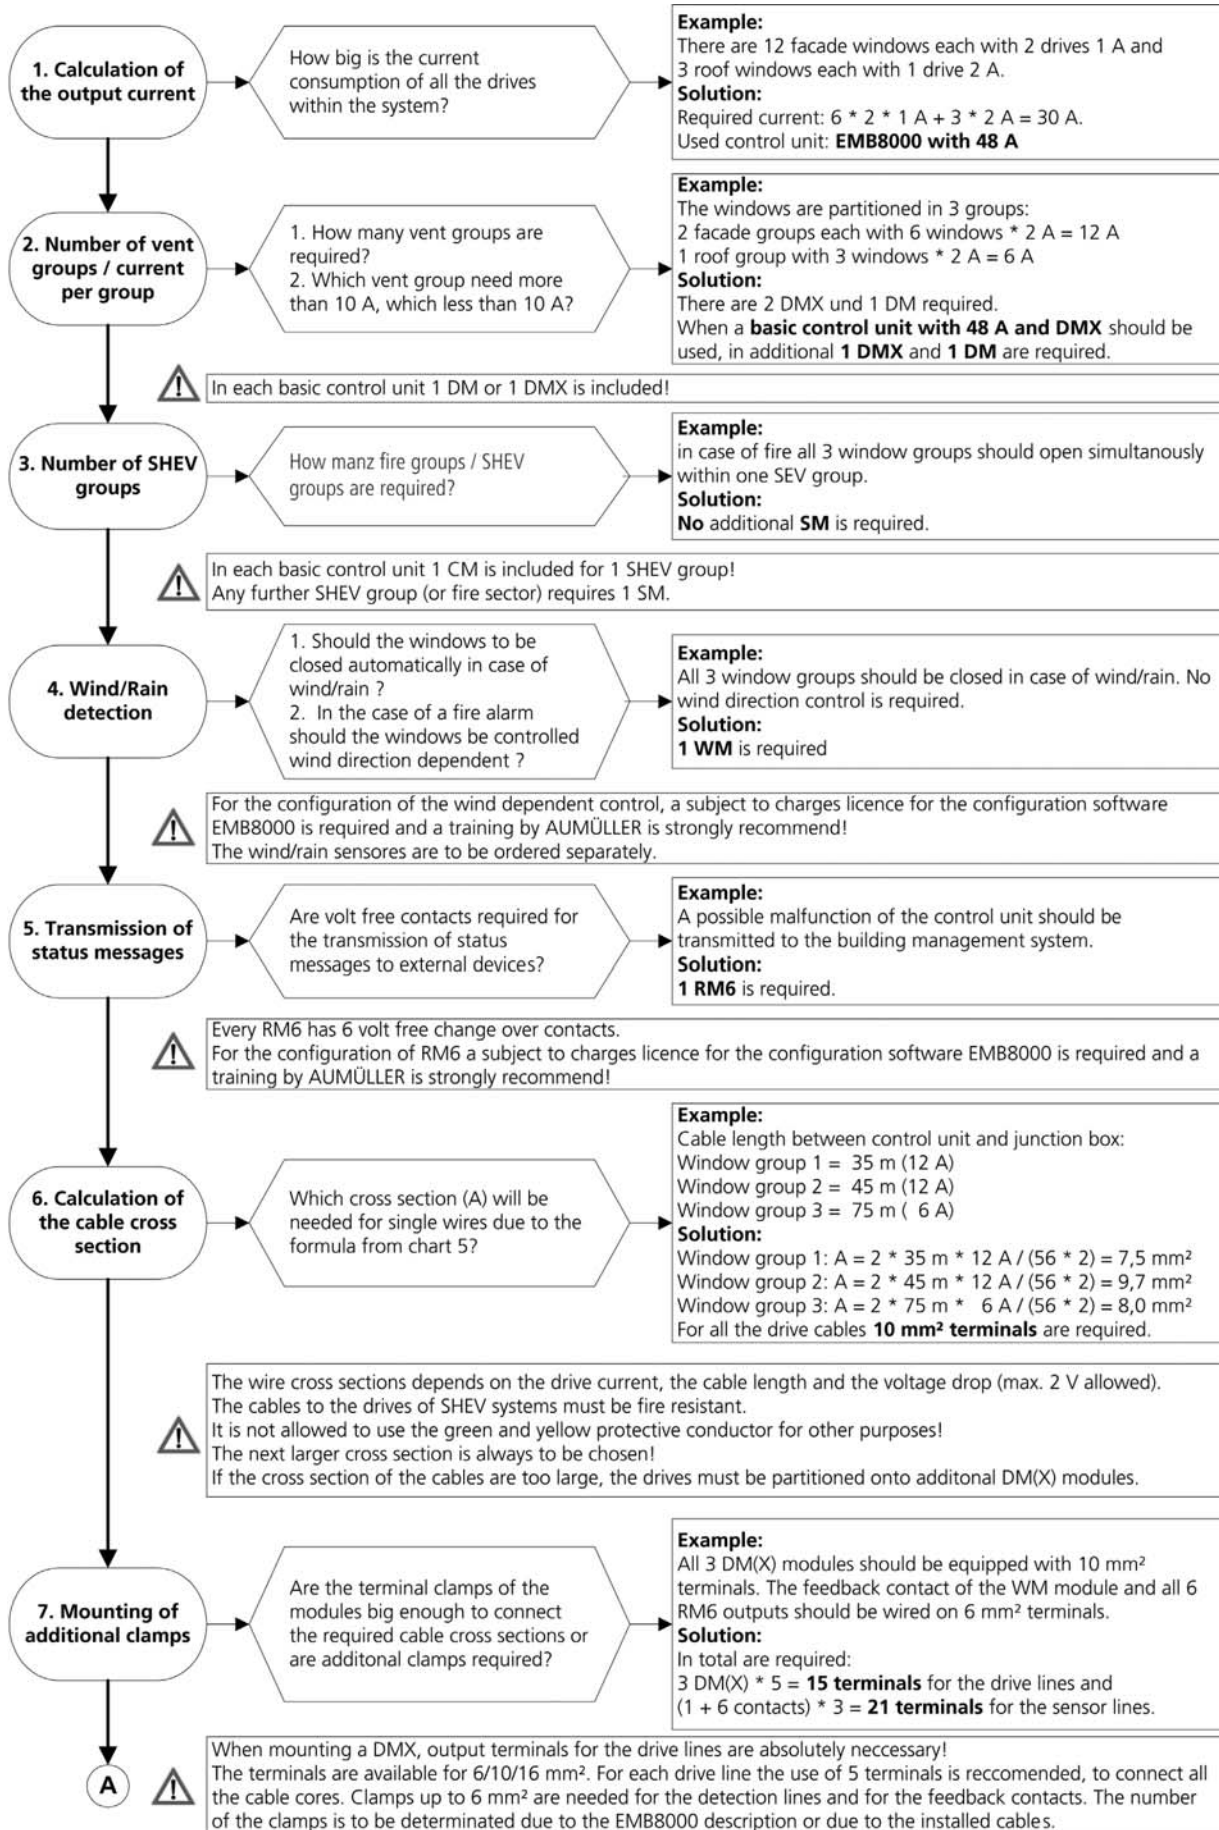 1. Calculation of
the output current
How big is the current
consumption of all the drives
within the system?
Example:
There are 12 facade windows each with 2 drives 1 A and
3 roof windows each with 1 drive 2 A.
Solution:
Required current: 6 * 2 * 1 A + 3 * 2 A = 30 A.
Used control unit: EMB8000 with 48 A
2. Number of vent
groups / current
per group
1. How many vent groups are
required?
2. Which vent group need more
than 10 A, which less than 10 A?
Example:
The windows are partitioned in 3 groups:
2 facade groups each with 6 windows * 2 A = 12 A
1 roof group with 3 windows * 2 A = 6 A
Solution:
There are 2 DMX und 1 DM required.
When a basic control unit with 48 A and DMX should be
used, in additional 1 DMX and 1 DM are required.
In each basic control unit 1 DM or 1 DMX is included!
3. Number of SHEV
groups
How manz fire groups / SHEV
groups are required?
Example:
in case of fire all 3 window groups should open simultanously
within one SEV group.
Solution:
No additional SM is required.
In each basic control unit 1 CM is included for 1 SHEV group!
Any further SHEV group (or fire sector) requires 1 SM.
4. Wind/Rain
detection
1. Should the windows to be
closed automatically in case of
wind/rain ?
2. In the case of a fire alarm
should the windows be controlled
wind direction dependent ?
Example:
All 3 window groups should be closed in case of wind/rain. No
wind direction control is required.
Solution:
1 WM is required
For the configuration of the wind dependent control, a subject to charges licence for the configuration software
EMB8000 is required and a training by AUMÜLLER is strongly recommend!
The wind/rain sensores are to be ordered separately.
5. Transmission of
status messages
Are volt free contacts required for
the transmission of status
messages to external devices?
Example:
A possible malfunction of the control unit should be
transmitted to the building management system.
Solution:
1 RM6 is required.
Every RM6 has 6 volt free change over contacts.
For the configuration of RM6 a subject to charges licence for the configuration software EMB8000 is required and a
training by AUMÜLLER is strongly recommend!
6. Calculation of
the cable cross
section
Which cross section (A) will be
needed for single wires due to the
formula from chart 5?
Example:
Cable length between control unit and junction box:
Window group 1 = 35 m (12 A)
Window group 2 = 45 m (12 A)
Window group 3 = 75 m ( 6 A)
Solution:
Window group 1: A = 2 * 35 m * 12 A / (56 * 2) = 7,5 mm²
Window group 2: A = 2 * 45 m * 12 A / (56 * 2) = 9,7 mm²
Window group 3: A = 2 * 75 m * 6 A / (56 * 2) = 8,0 mm²
For all the drive cables 10 mm² terminals are required.
The wire cross sections depends on the drive current, the cable length and the voltage drop (max. 2 V allowed).
The cables to the drives of SHEV systems must be fire resistant.
It is not allowed to use the green and yellow protective conductor for other purposes!
The next larger cross section is always to be chosen!
If the cross section of the cables are too large, the drives must be partitioned onto additonal DM(X) modules.
7. Mounting of
additional clamps
Are the terminal clamps of the
modules big enough to connect
the required cable cross sections or
are additonal clamps required?
Example:
All 3 DM(X) modules should be equipped with 10 mm²
terminals. The feedback contact of the WM module and all 6
RM6 outputs should be wired on 6 mm² terminals.
Solution:
In total are required:
3 DM(X) * 5 = 15 terminals for the drive lines and
(1 + 6 contacts) * 3 = 21 terminals for the sensor lines.
A
When mounting a DMX, output terminals for the drive lines are absolutely neccessary!
The terminals are available for 6/10/16 mm². For each drive line the use of 5 terminals is reccomended, to connect all
the cable cores. Clamps up to 6 mm² are needed for the detection lines and for the feedback contacts. The number
of the clamps is to be determinated due to the EMB8000 description or due to the installed cables.